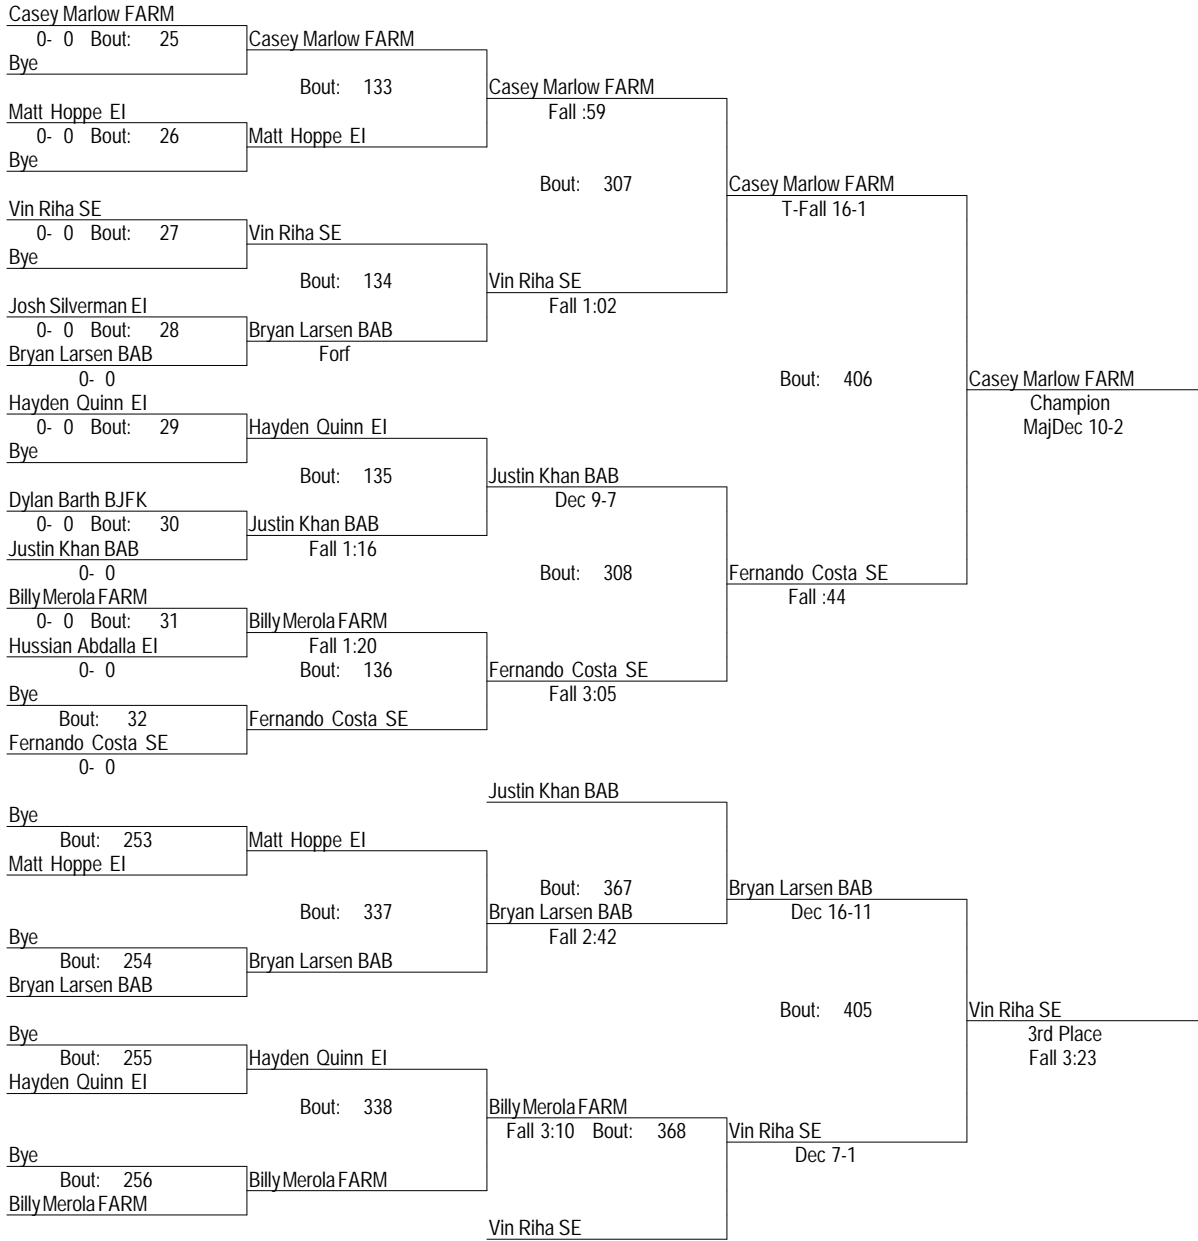 Casey Marlow FARM
0- 0 Bout: 25 Casey Marlow FARM
Bye
Bout: 133 Casey Marlow FARM
Matt Hoppe EI Fall :59
0- 0 Bout: 26 Matt Hoppe EI
Bye
Bout: 307 Casey Marlow FARM
Vin Riha SE T-Fall 16-1
0- 0 Bout: 27 Vin Riha SE
Bye
Bout: 134 Vin Riha SE
Josh Silverman EI Fall 1:02
0- 0 Bout: 28 Bryan Larsen BAB
Bryan Larsen BAB Forf
0- 0 Bout: 406 Casey Marlow FARM
Hayden Quinn EI Champion
0- 0 Bout: 29 Hayden Quinn EI MajDec 10-2
Bye
Bout: 135 Justin Khan BAB
Dylan Barth BJFK Dec 9-7
0- 0 Bout: 30 Justin Khan BAB
Justin Khan BAB Fall 1:16
0- 0 Bout: 308 Fernando Costa SE
Billy Merola FARM Fall :44
0- 0 Bout: 31 Billy Merola FARM
Hussian Abdalla EI Fall 1:20
0- 0 Bout: 136 Fernando Costa SE
Bye Fall 3:05
Bout: 32 Fernando Costa SE
Fernando Costa SE
0- 0
Justin Khan BAB
Bye
Bout: 253 Matt Hoppe EI
Matt Hoppe EI
Bout: 367 Bryan Larsen BAB
Bout: 337 Bryan Larsen BAB Dec 16-11
Bye Fall 2:42
Bout: 254 Bryan Larsen BAB
Bryan Larsen BAB
Bout: 405 Vin Riha SE
Bye 3rd Place
Bout: 255 Hayden Quinn EI Fall 3:23
Hayden Quinn EI
Bout: 338 Billy Merola FARM
Fall 3:10 Bout: 368 Vin Riha SE
Bye Dec 7-1
Bout: 256 Billy Merola FARM
Billy Merola FARM
Vin Riha SE